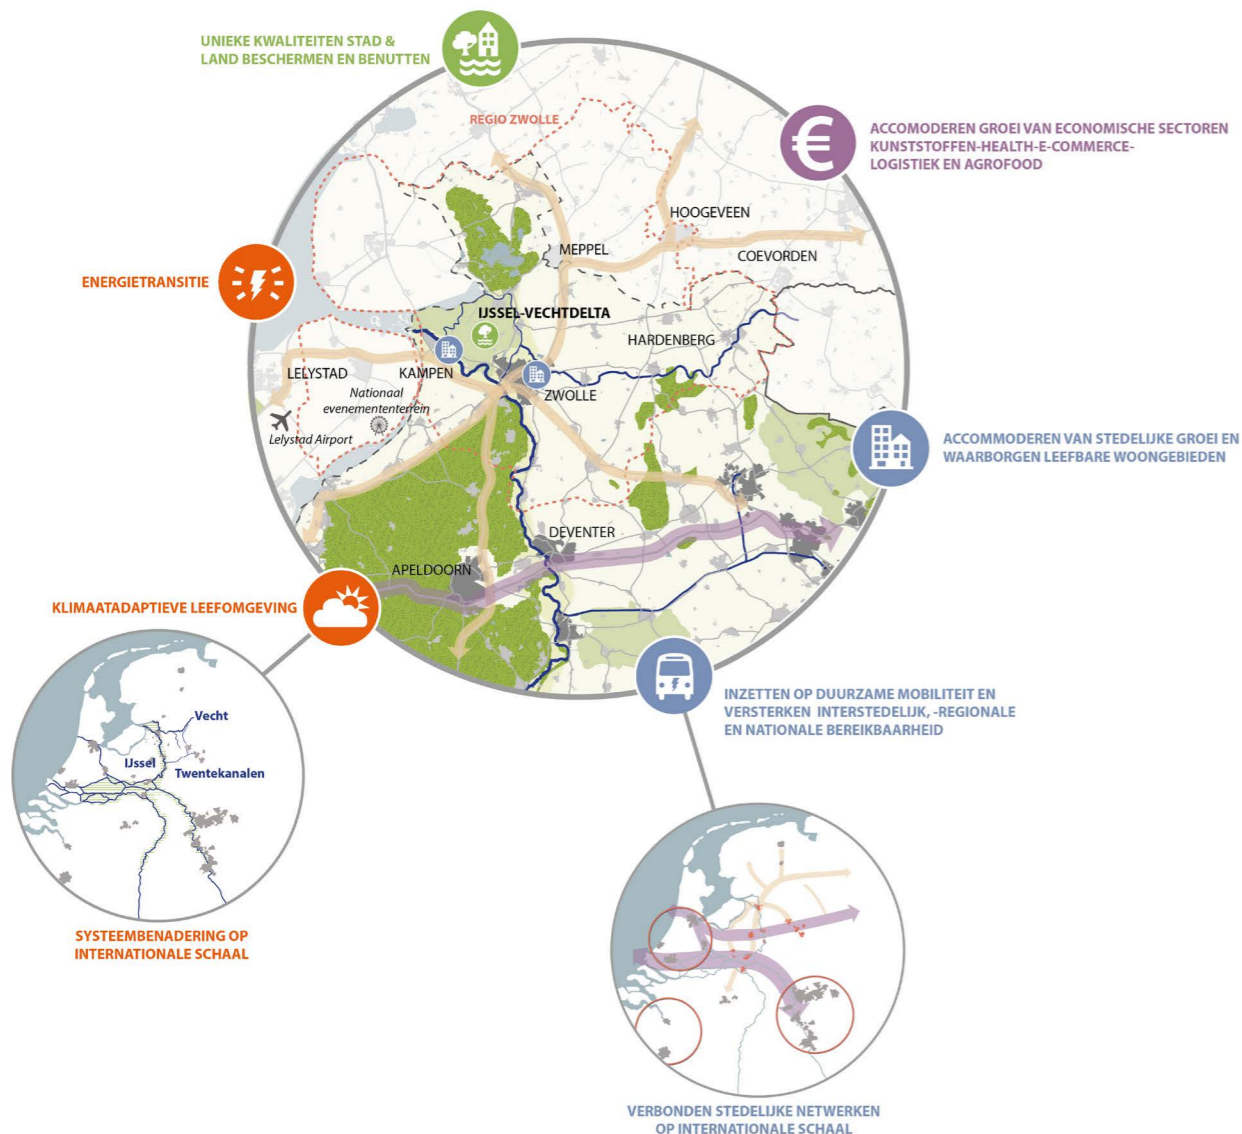 UNIEKE KWALITEITEN STAD &
LAND BESCHERMEN EN BENUTTEN
REGIO ZWOLLE
€
ACCOMODEREN GROEI VAN ECONOMISCHE SECTOREN
KUNSTSTOFFEN-HEALTH-E-COMMERCE-
LOGISTIEK EN AGROFOOD
HOOGEVEEN
MEPPEL
COEVORDEN
ENERGIETRANSITIE
IJSSEL-VECHTDELTA
HARDENBERG
LELYSTAD
KAMPEN
Nationaal
evenemententerrein
ZWOLLE
Lelystad Airport
ACCOMMODEREN VAN STEDELIJKE GROEI EN
WAARBORGEN LEEFBARE WOONGEBIEDEN
DEVENTER
APELDOORN
KLIMAATADAPTIEVE LEEFOMGEVING
INZETTEN OP DUURZAME MOBILITEIT EN
VERSTERKEN INTERSTEDELIJK, -REGIONALE
EN NATIONALE BEREIKBAARHEID
Vecht
IJssel
Twentekanalen
SYSTEEMBENADERING OP
INTERNATIONALE SCHAAL
VERBONDEN STEDELIJKE NETWERKEN
OP INTERNATIONALE SCHAAL